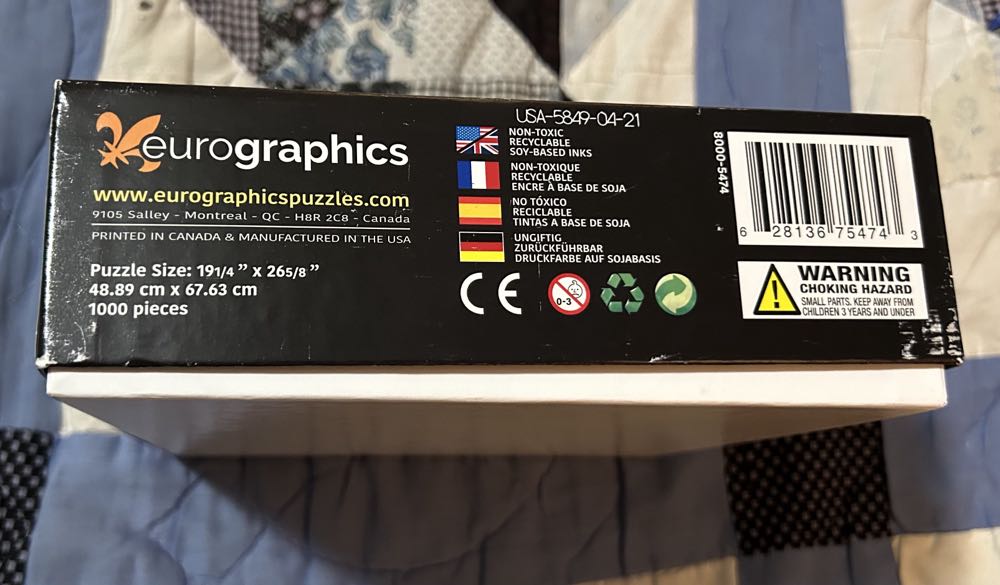 eurographics
www.eurographicspuzzles.com
9105 Salley - Montreal - QC - H8R 2C8 - Canada
PRINTED IN CANADA & MANUFACTURED IN THE USA
Puzzle Size: 19 1/4 " x 26 5/8 "
48.89 cm x 67.63 cm
1000 pieces
USA-5849-04-21
NON-TOXIC
RECYCLABLE
SOY-BASED INKS
NON-TOXIQUE
RECYCLABLE
ENCRE À BASE DE SOJA
NO TÓXICO
RECICLABLE
TINTAS A BASE DE SOJA
UNGIFTIG
ZURÜCKFÜHRBAR
DRUCKFARBE AUF SOJABASIS
CE
0-3
8000-5474
6 28136 75474 3
WARNING
CHOKING HAZARD
SMALL PARTS. KEEP AWAY FROM
CHILDREN 3 YEARS AND UNDER